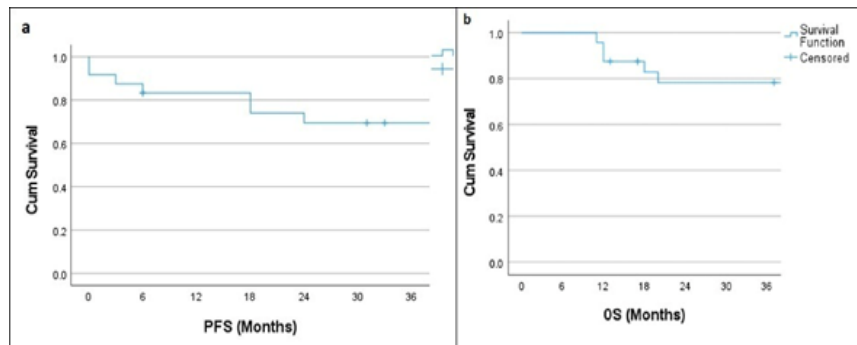 a
Cum Survival
1.0
0.8
0.6
0.4
0.2
0.0
0
6
12
18
24
30
36
PFS (Months)
b
Cum Survival
1.0
0.8
0.6
0.4
0.2
0.0
0
6
12
18
24
30
36
0S (Months)
Survival
Function
Censored